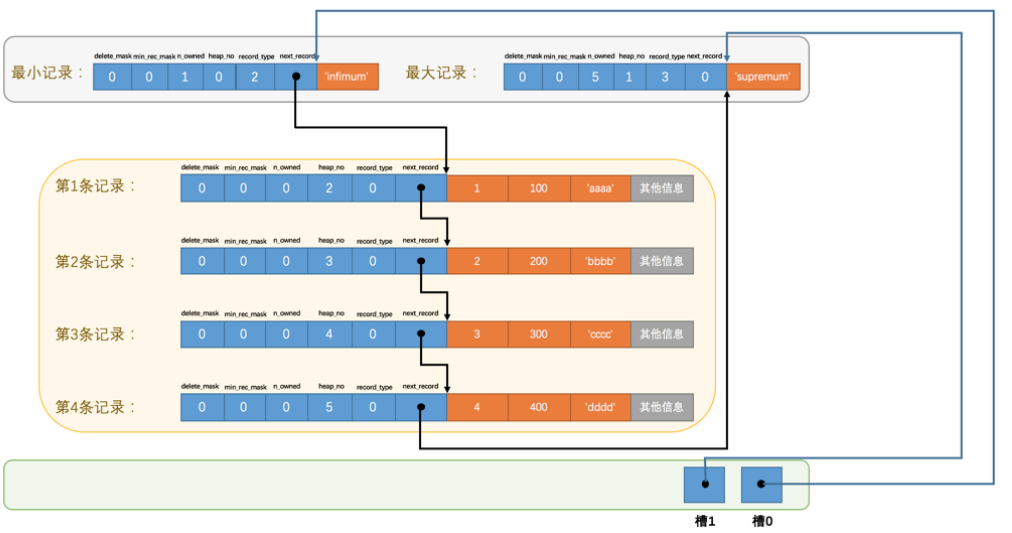 delete_mask min_rec_mask n_owned heap_no record_type next_record
最小记录： 0 0 1 0 2 'infimum'
delete_mask min_rec_mask n_owned heap_no record_type next_record
最大记录： 0 0 5 1 3 0 'supremum'
delete_mask min_rec_mask n_owned heap_no record_type next_record
第1条记录： 0 0 0 2 0 1 100 'aaaa' 其他信息
delete_mask min_rec_mask n_owned heap_no record_type next_record
第2条记录： 0 0 0 3 0 2 200 'bbbb' 其他信息
delete_mask min_rec_mask n_owned heap_no record_type next_record
第3条记录： 0 0 0 4 0 3 300 'cccc' 其他信息
delete_mask min_rec_mask n_owned heap_no record_type next_record
第4条记录： 0 0 0 5 0 4 400 'dddd' 其他信息
槽1 槽0